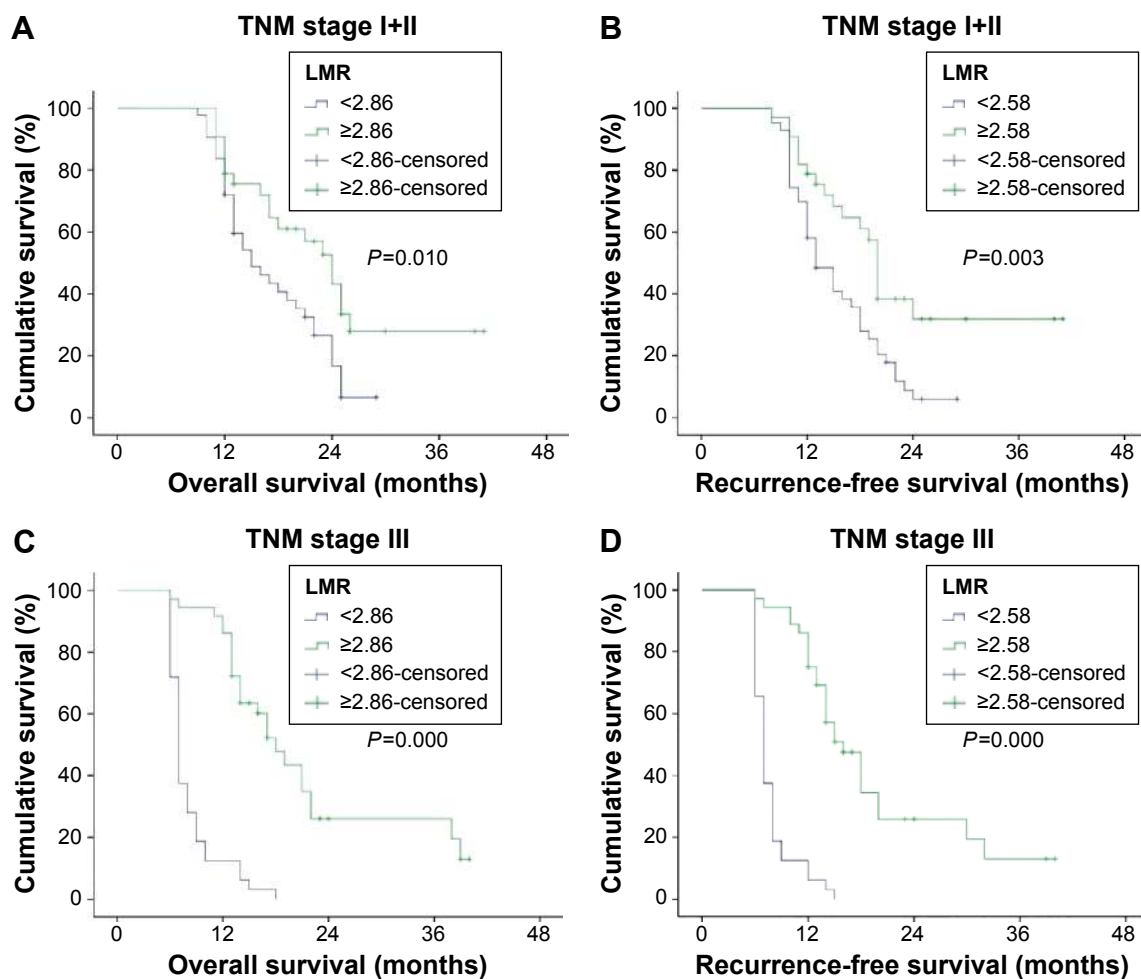 A
TNM stage I+II
LMR
<2.86
≥2.86
<2.86-censored
≥2.86-censored
P=0.010
Cumulative survival (%)
100
80
60
40
20
0
0 12 24 36 48
Overall survival (months)
B
TNM stage I+II
LMR
<2.58
≥2.58
<2.58-censored
≥2.58-censored
P=0.003
Cumulative survival (%)
100
80
60
40
20
0
0 12 24 36 48
Recurrence-free survival (months)
C
TNM stage III
LMR
<2.86
≥2.86
<2.86-censored
≥2.86-censored
P=0.000
Cumulative survival (%)
100
80
60
40
20
0
0 12 24 36 48
Overall survival (months)
D
TNM stage III
LMR
<2.58
≥2.58
<2.58-censored
≥2.58-censored
P=0.000
Cumulative survival (%)
100
80
60
40
20
0
0 12 24 36 48
Recurrence-free survival (months)